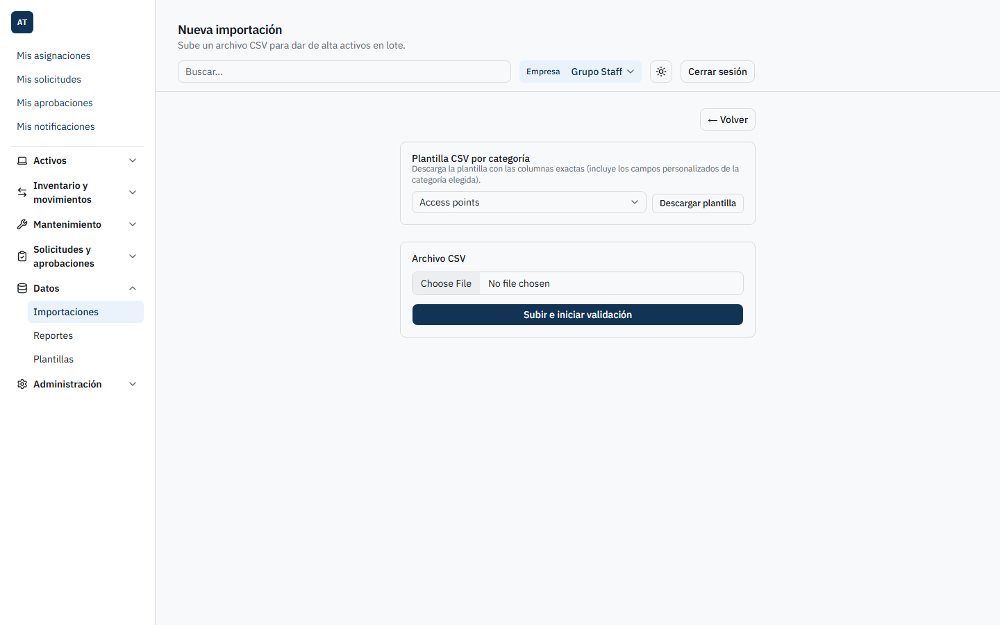 AT
Mis asignaciones
Mis solicitudes
Mis aprobaciones
Mis notificaciones
Activos
Inventario y
movimientos
Mantenimiento
Solicitudes y
aprobaciones
Datos
Importaciones
Reportes
Plantillas
Administración
Nueva importación
Sube un archivo CSV para dar de alta activos en lote.
Buscar...
Empresa Grupo Staff
Cerrar sesión
← Volver
Plantilla CSV por categoría
Descarga la plantilla con las columnas exactas (incluye los campos personalizados de la
categoría elegida).
Access points
Descargar plantilla
Archivo CSV
Choose File No file chosen
Subir e iniciar validación